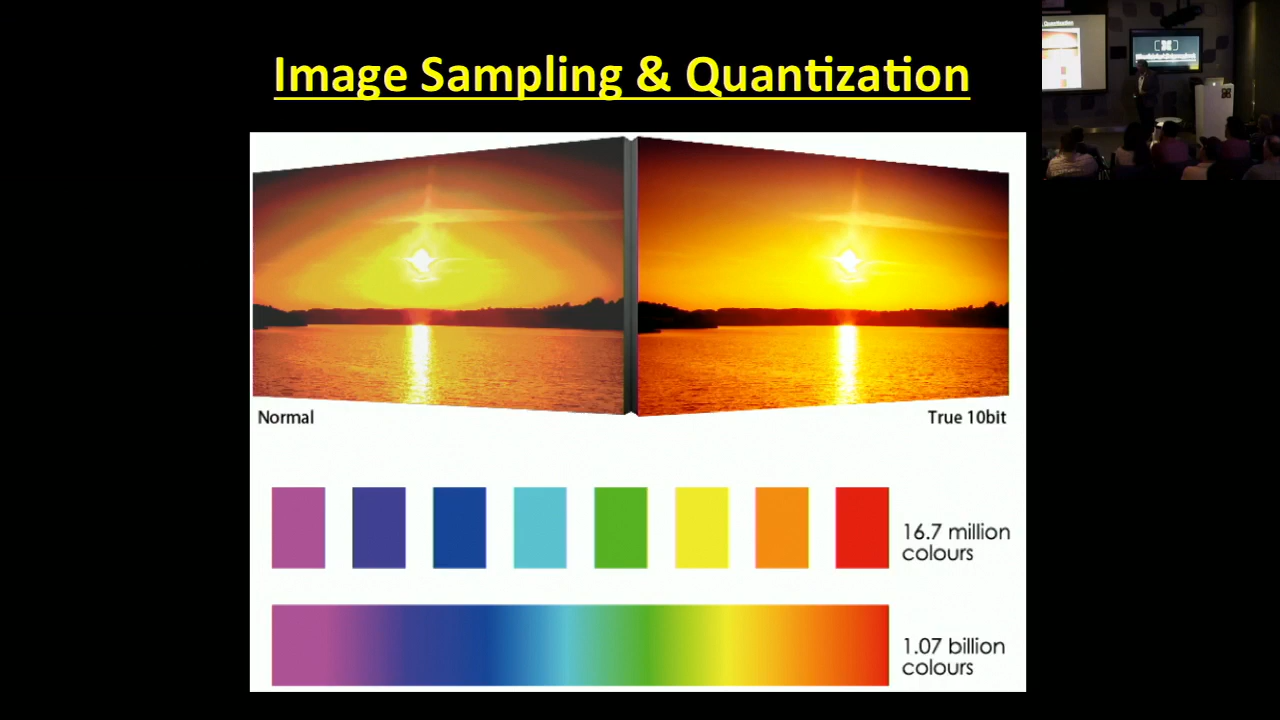 Image Sampling & Quantization
Normal
True 10bit
16.7 million
colours
1.07 billion
colours